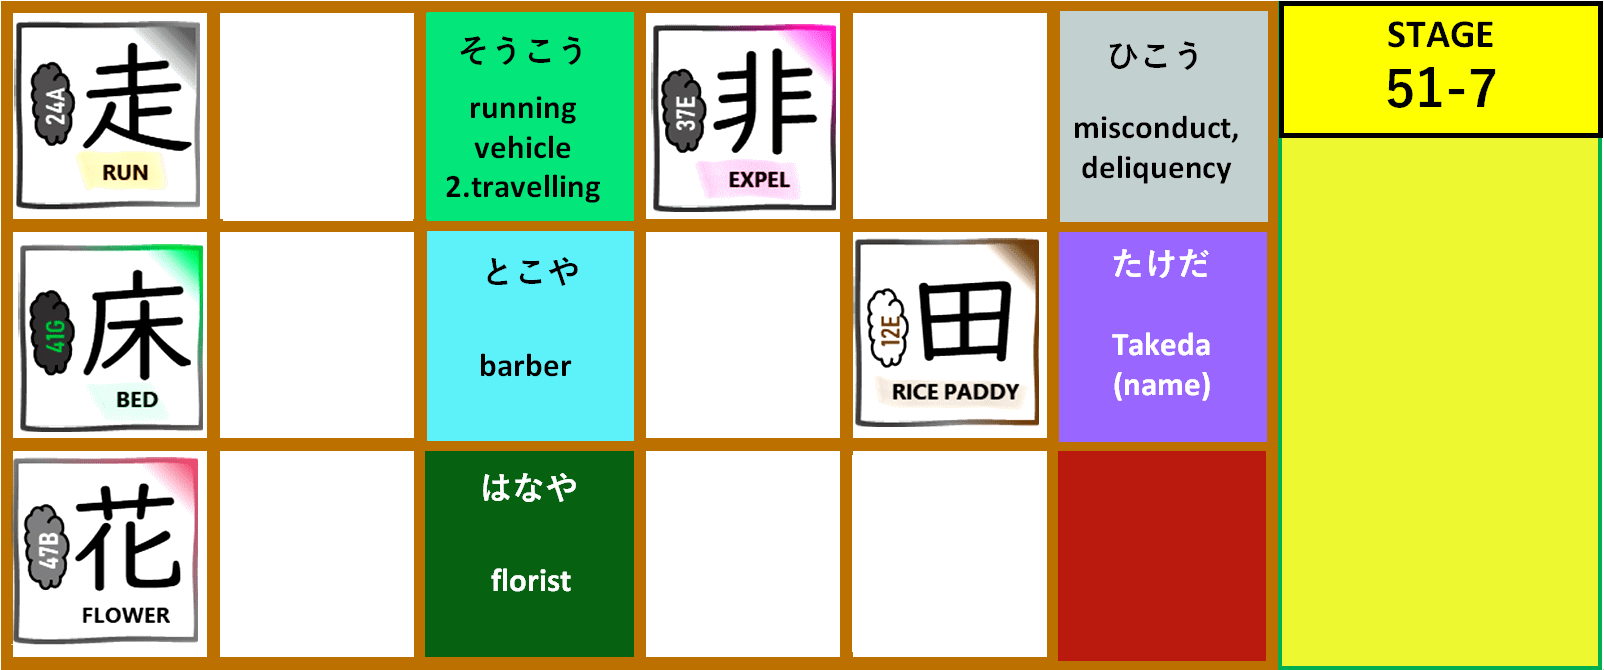 24A
走
RUN
そうこう
running
vehicle
2.travelling
37E
非
EXPEL
ひこう
misconduct,
deliquency
STAGE
51-7
41G
床
BED
とこや
barber
12E
田
RICE PADDY
たけだ
Takeda
(name)
47B
花
FLOWER
はなや
florist